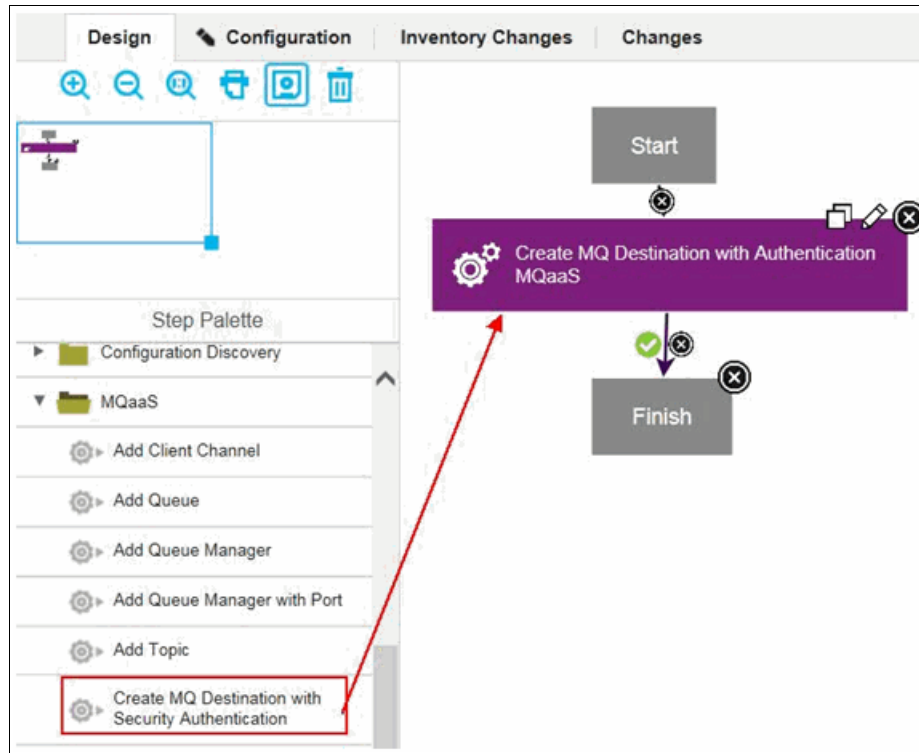 Design
Configuration
Inventory Changes
Changes
Step Palette
Configuration Discovery
MQaaS
Add Client Channel
Add Queue
Add Queue Manager
Add Queue Manager with Port
Add Topic
Create MQ Destination with
Security Authentication
Start
Create MQ Destination with Authentication
MQaaS
Finish